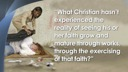 "What Christian hasn't
experienced the
reality of seeing his or
her faith grow and
mature through works,
through the exercising
of that faith?"